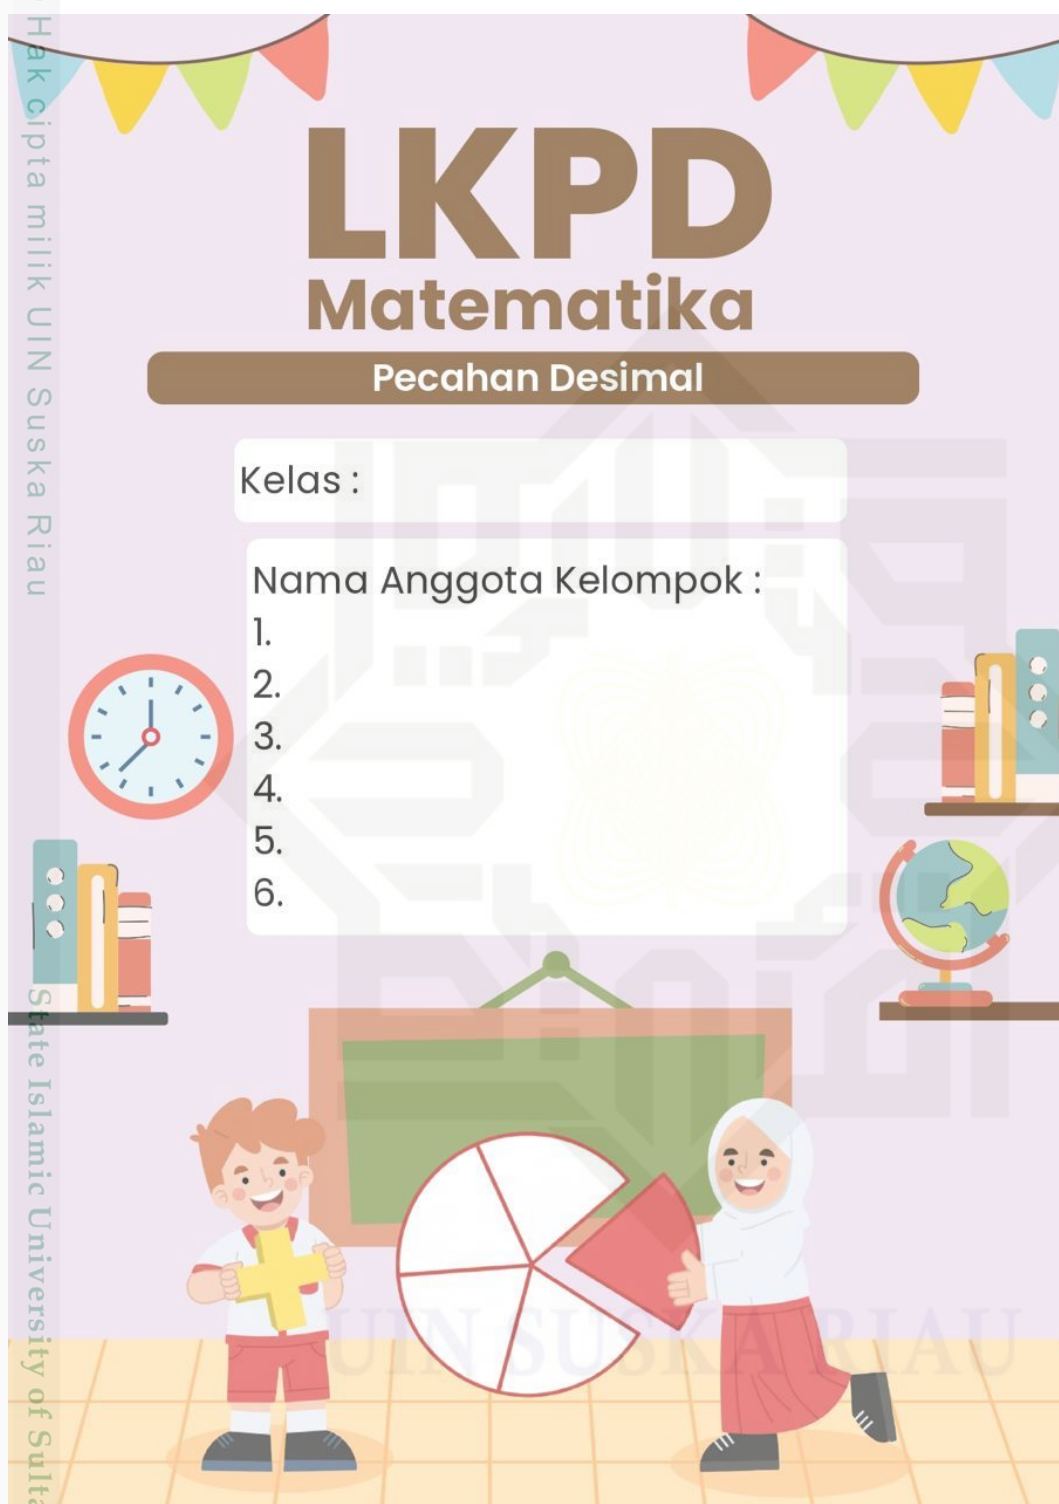 LKPD
Matematika
Pecahan Desimal
Kelas :
Nama Anggota Kelompok :
1.
2.
3.
4.
5.
6.
Hak cipta milik UIN Suska Riau
State Islamic University of Sulta
UIN SUSKA RIAU